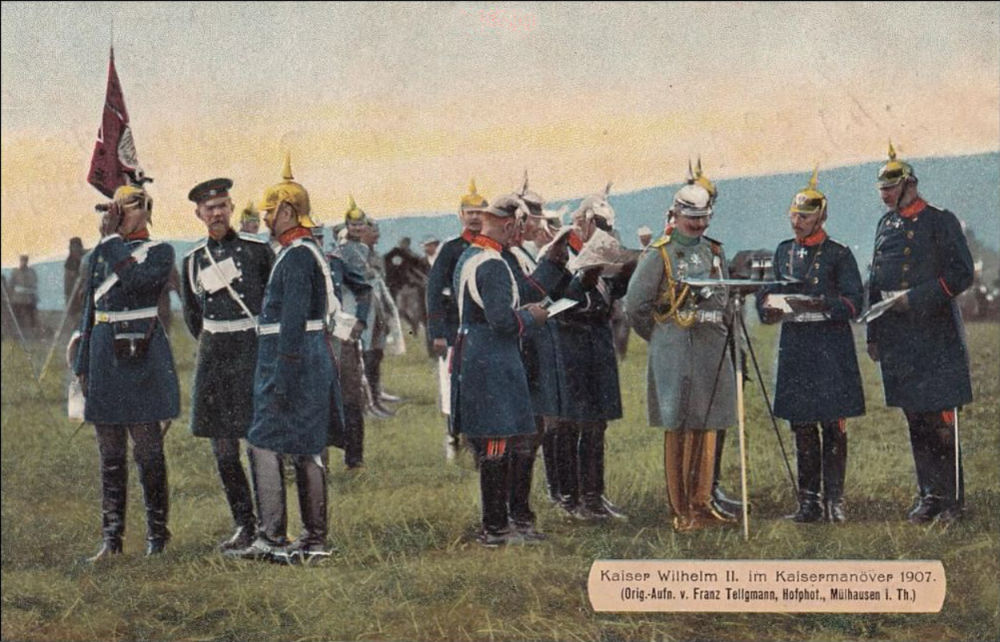 Kaiser Wilhelm II. im Kaisermanöver 1907.
(Orig.-Aufn. v. Franz Tellgmann, Hofphot., Mülhausen i. Th.)